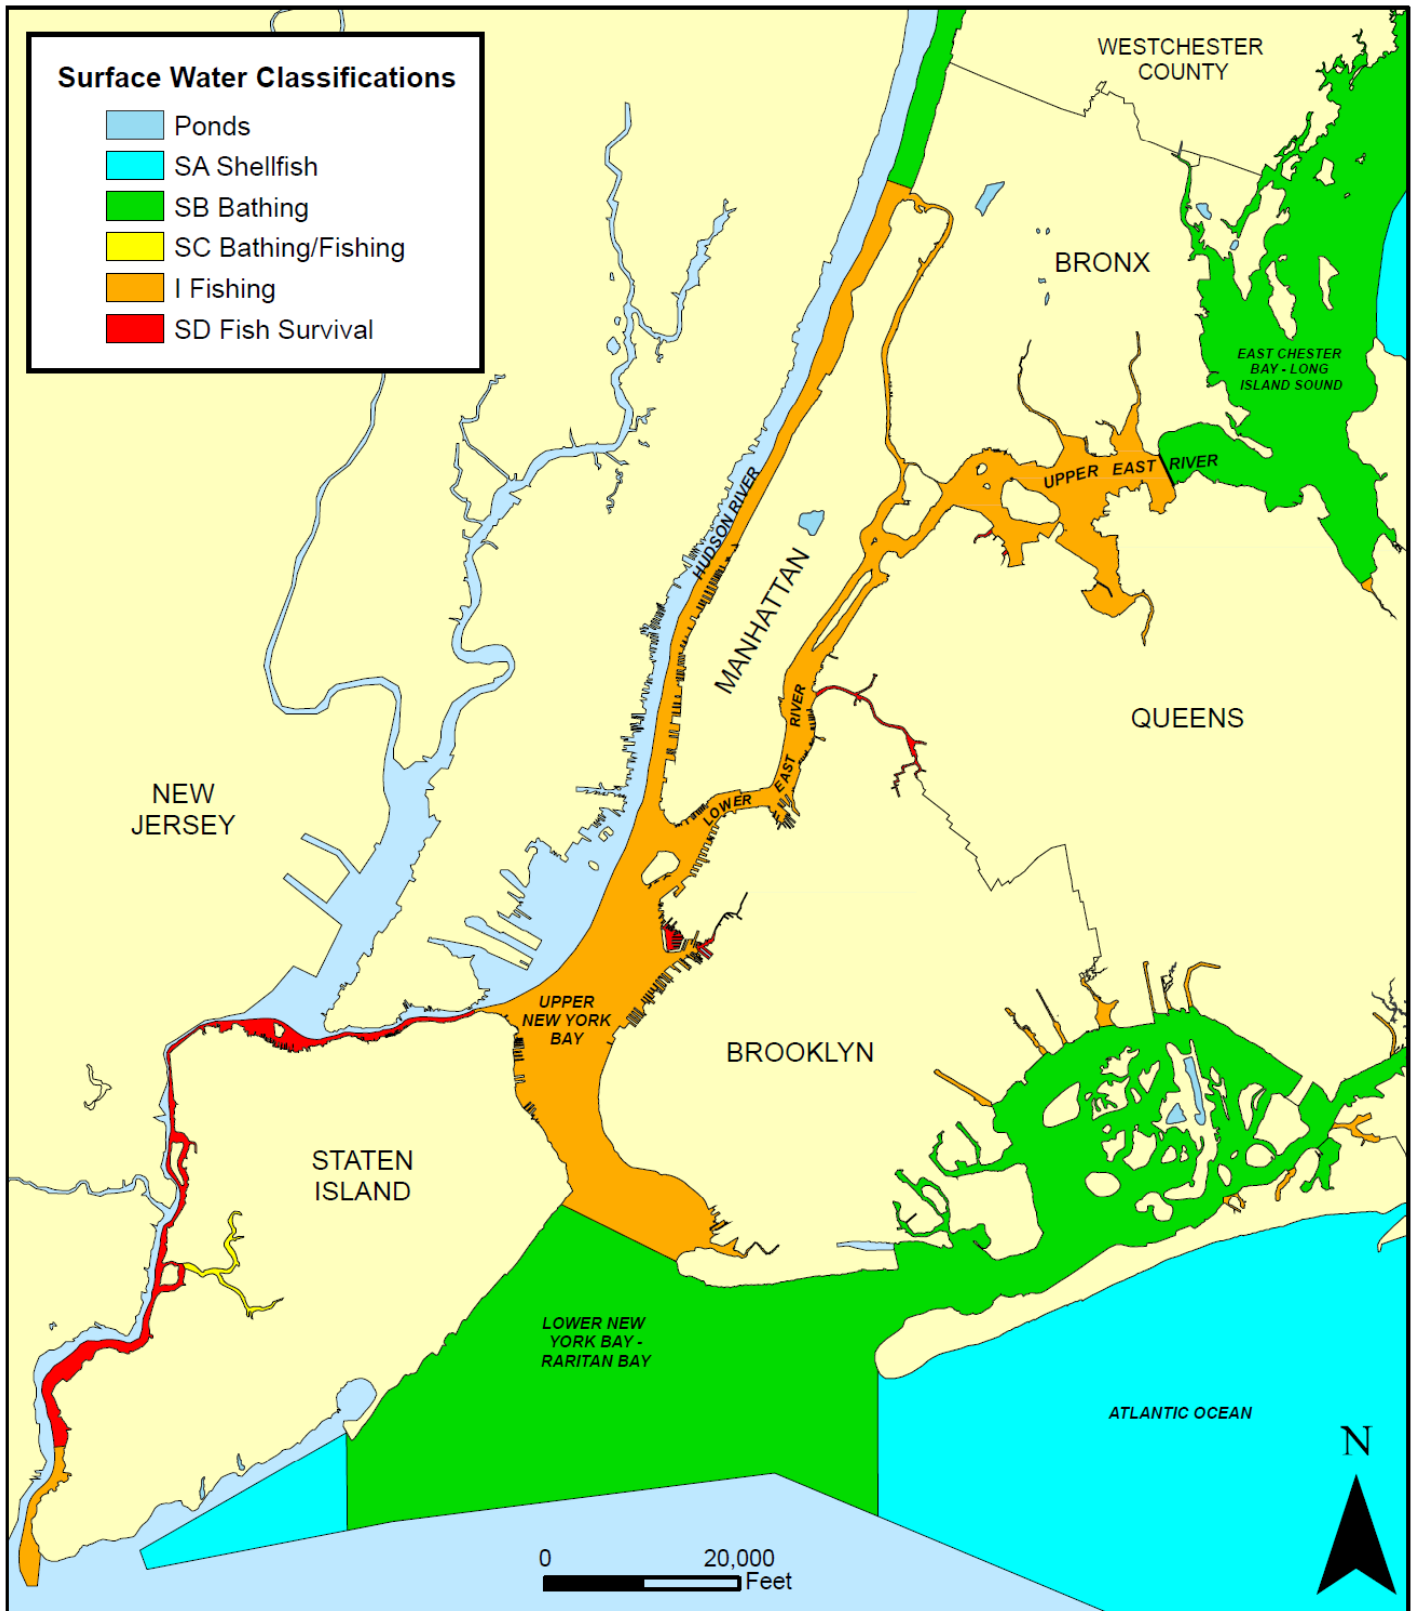 Surface Water Classifications
Ponds
SA Shellfish
SB Bathing
SC Bathing/Fishing
I Fishing
SD Fish Survival
WESTCHESTER
COUNTY
BRONX
EAST CHESTER
BAY - LONG
ISLAND SOUND
UPPER EAST RIVER
HUDSON RIVER
MANHATTAN
QUEENS
LOWER EAST RIVER
NEW
JERSEY
UPPER
NEW YORK
BAY
BROOKLYN
STATEN
ISLAND
LOWER NEW
YORK BAY -
RARITAN BAY
ATLANTIC OCEAN
N
0 20,000
Feet